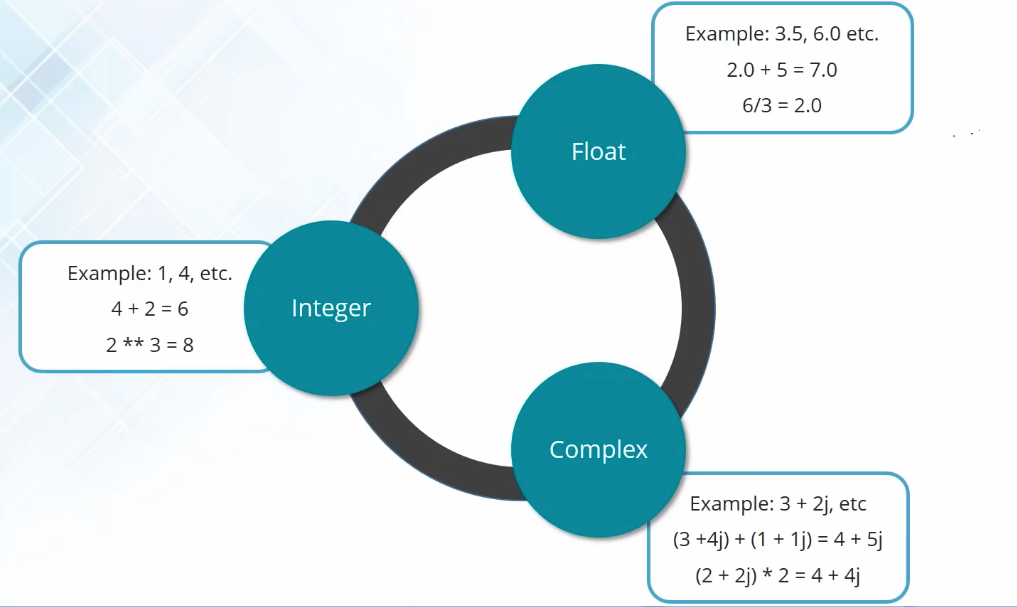 Example: 3.5, 6.0 etc.
2.0 + 5 = 7.0
6/3 = 2.0
Float
Example: 1, 4, etc.
4 + 2 = 6
2 ** 3 = 8
Integer
Complex
Example: 3 + 2j, etc
(3 +4j) + (1 + 1j) = 4 + 5j
(2 + 2j) * 2 = 4 + 4j